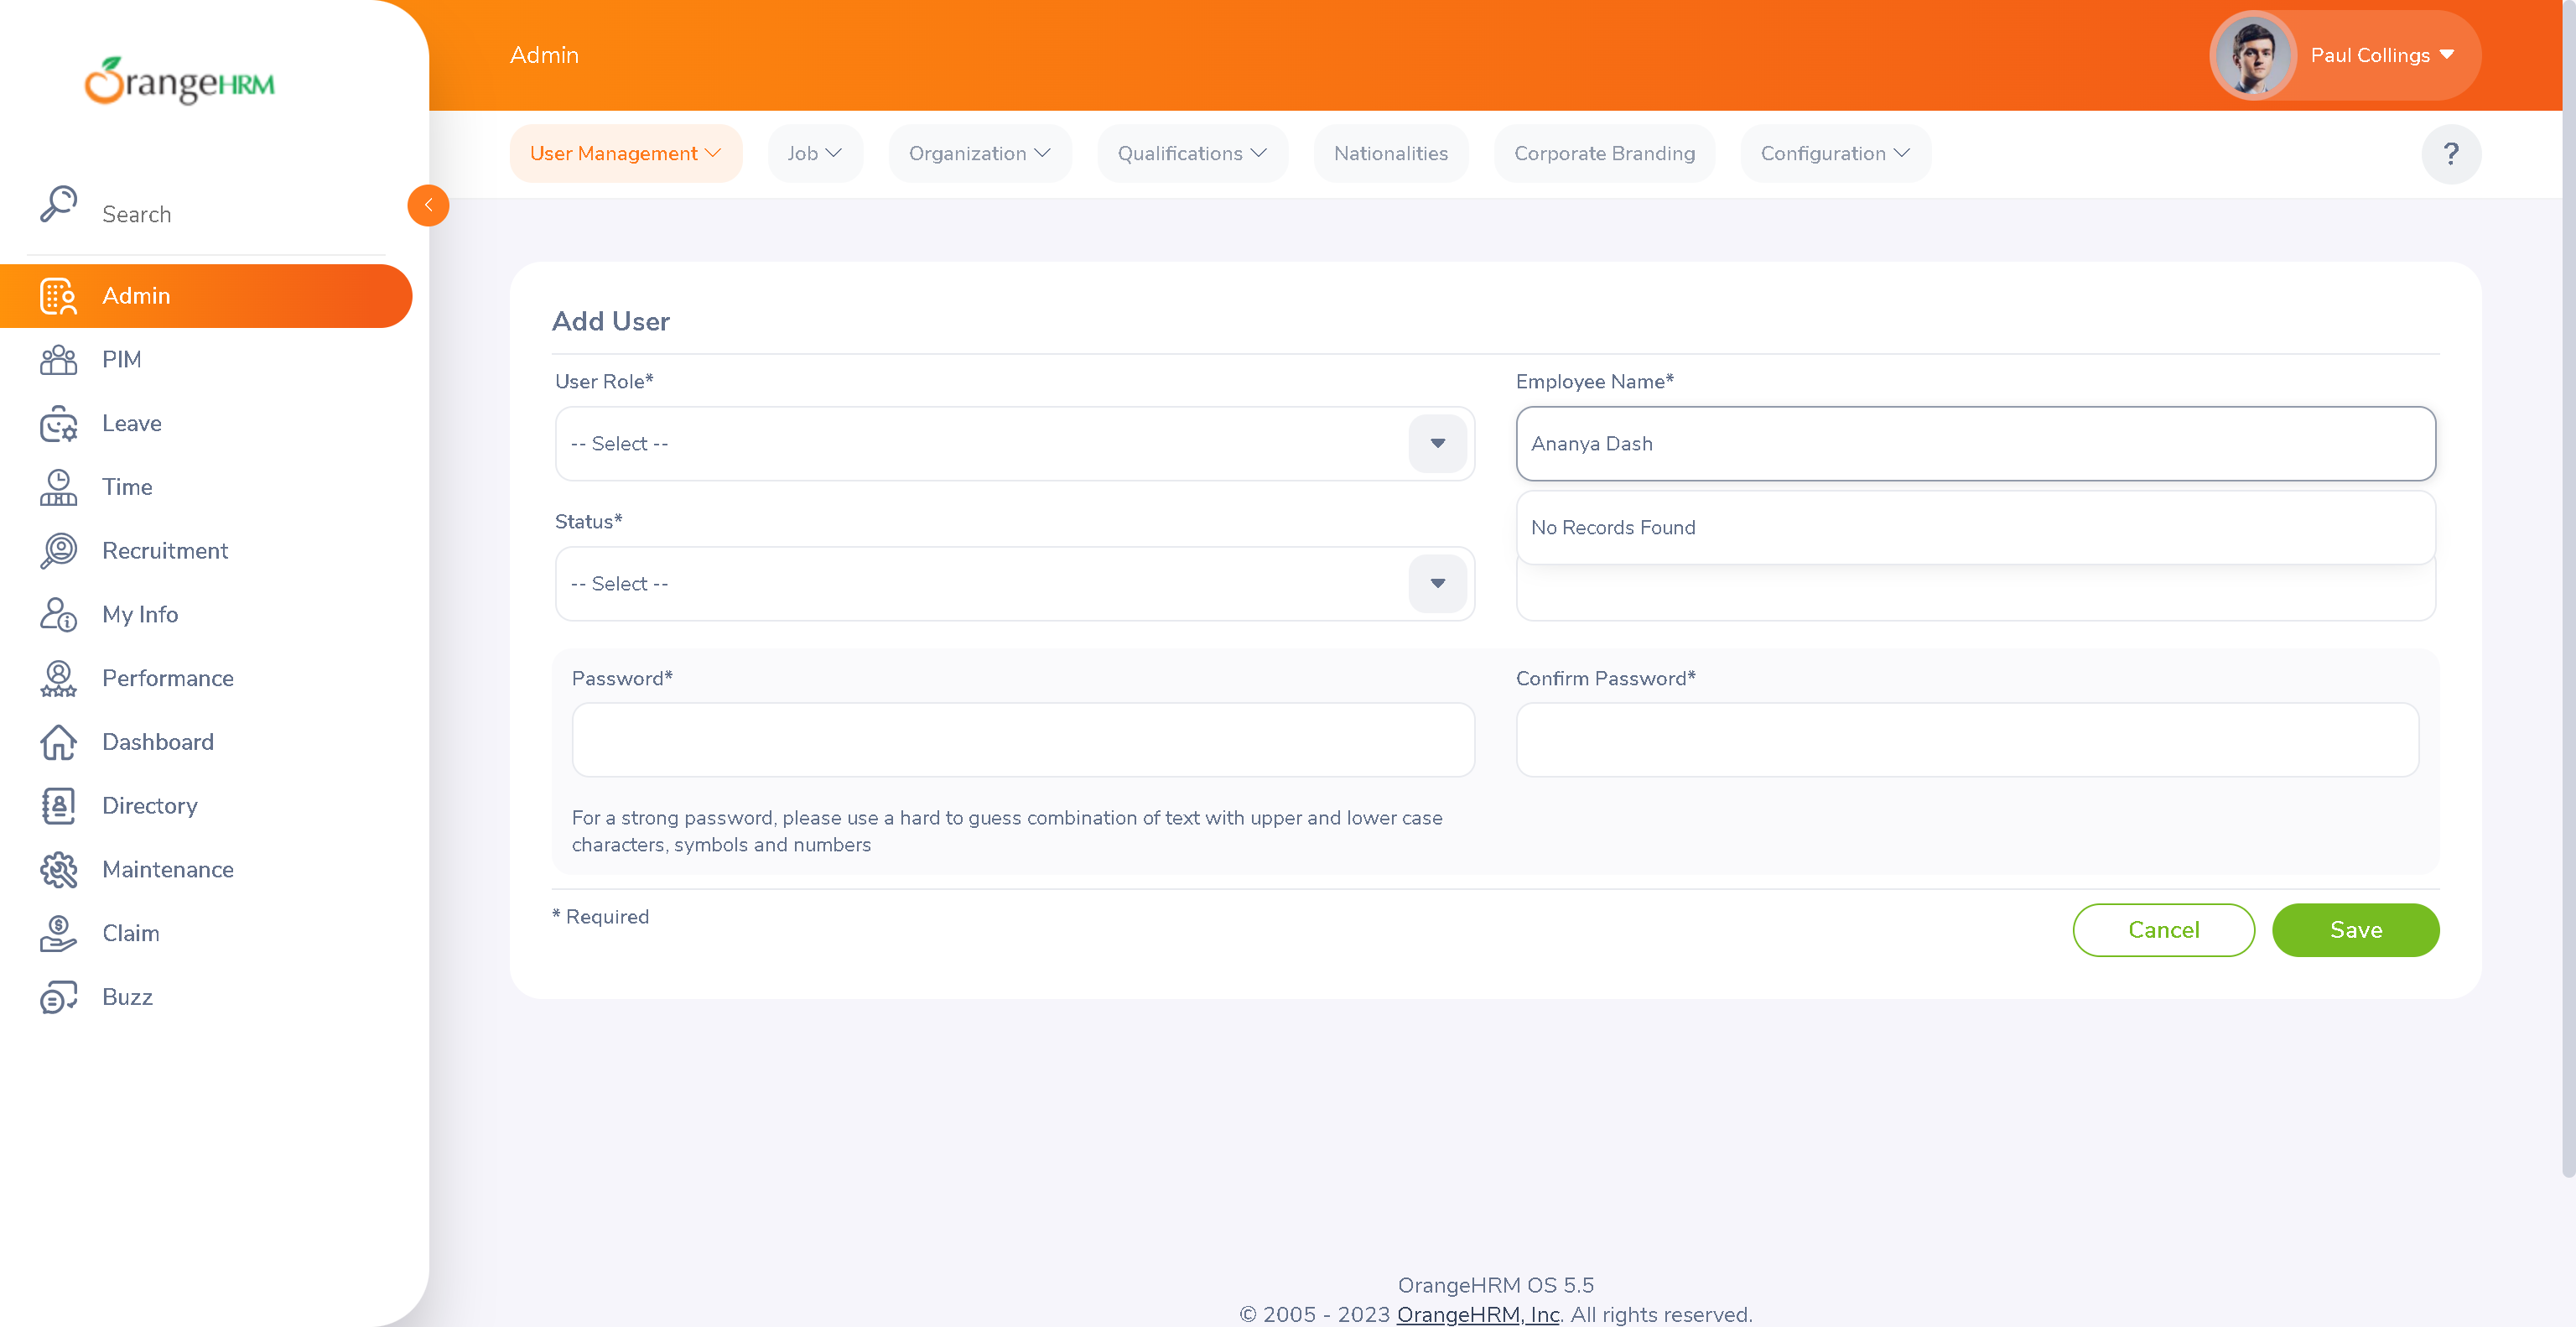 OrangeHRM
Search
Admin
PIM
Leave
Time
Recruitment
My Info
Performance
Dashboard
Directory
Maintenance
Claim
Buzz
Admin
Paul Collings
User Management
Job
Organization
Qualifications
Nationalities
Corporate Branding
Configuration
?
Add User
User Role*
-- Select --
Employee Name*
Ananya Dash
No Records Found
Status*
-- Select --
Password*
Confirm Password*
For a strong password, please use a hard to guess combination of text with upper and lower case
characters, symbols and numbers
* Required
Cancel
Save
OrangeHRM OS 5.5
© 2005 - 2023 OrangeHRM, Inc. All rights reserved.